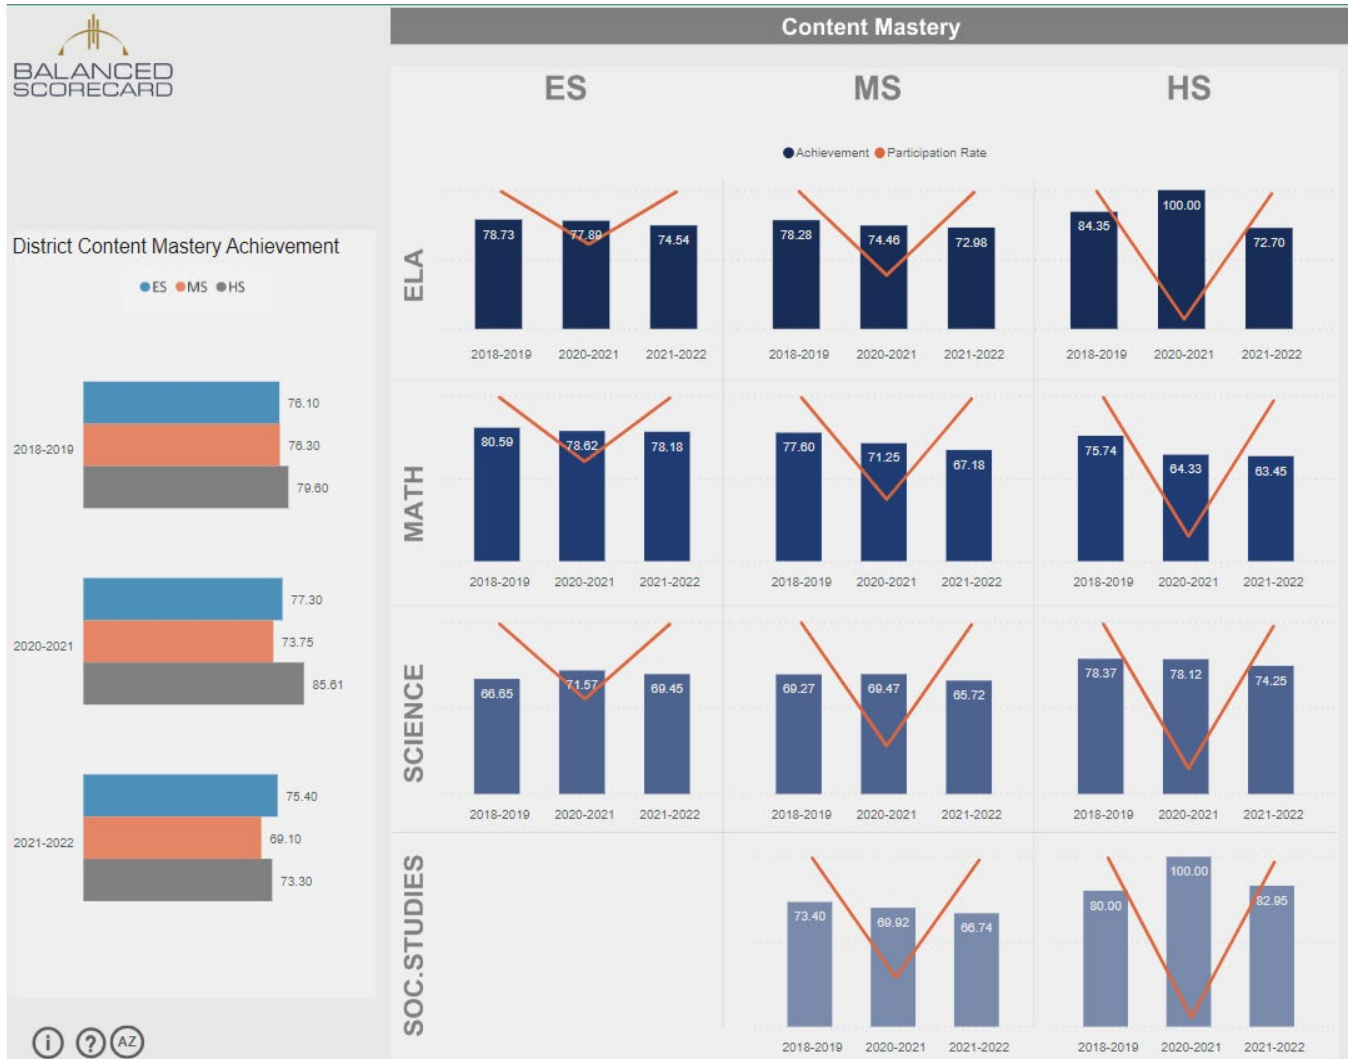 BALANCED
SCORECARD
District Content Mastery Achievement
ES MS HS
2018-2019
76.10
76.30
79.60
2020-2021
77.30
73.75
85.61
2021-2022
75.40
69.10
73.30
i ? AZ
Content Mastery
ES MS HS
Achievement Participation Rate
ELA
78.73 77.89 74.54
2018-2019 2020-2021 2021-2022
78.28 74.46 72.98
2018-2019 2020-2021 2021-2022
84.35 100.00 72.70
2018-2019 2020-2021 2021-2022
MATH
80.59 78.62 78.18
2018-2019 2020-2021 2021-2022
77.60 71.25 67.18
2018-2019 2020-2021 2021-2022
75.74 64.33 63.45
2018-2019 2020-2021 2021-2022
SCIENCE
66.65 71.57 69.45
2018-2019 2020-2021 2021-2022
69.27 69.47 65.72
2018-2019 2020-2021 2021-2022
78.37 78.12 74.25
2018-2019 2020-2021 2021-2022
SOC.STUDIES
73.40 69.92 66.74
2018-2019 2020-2021 2021-2022
80.00 100.00 82.95
2018-2019 2020-2021 2021-2022